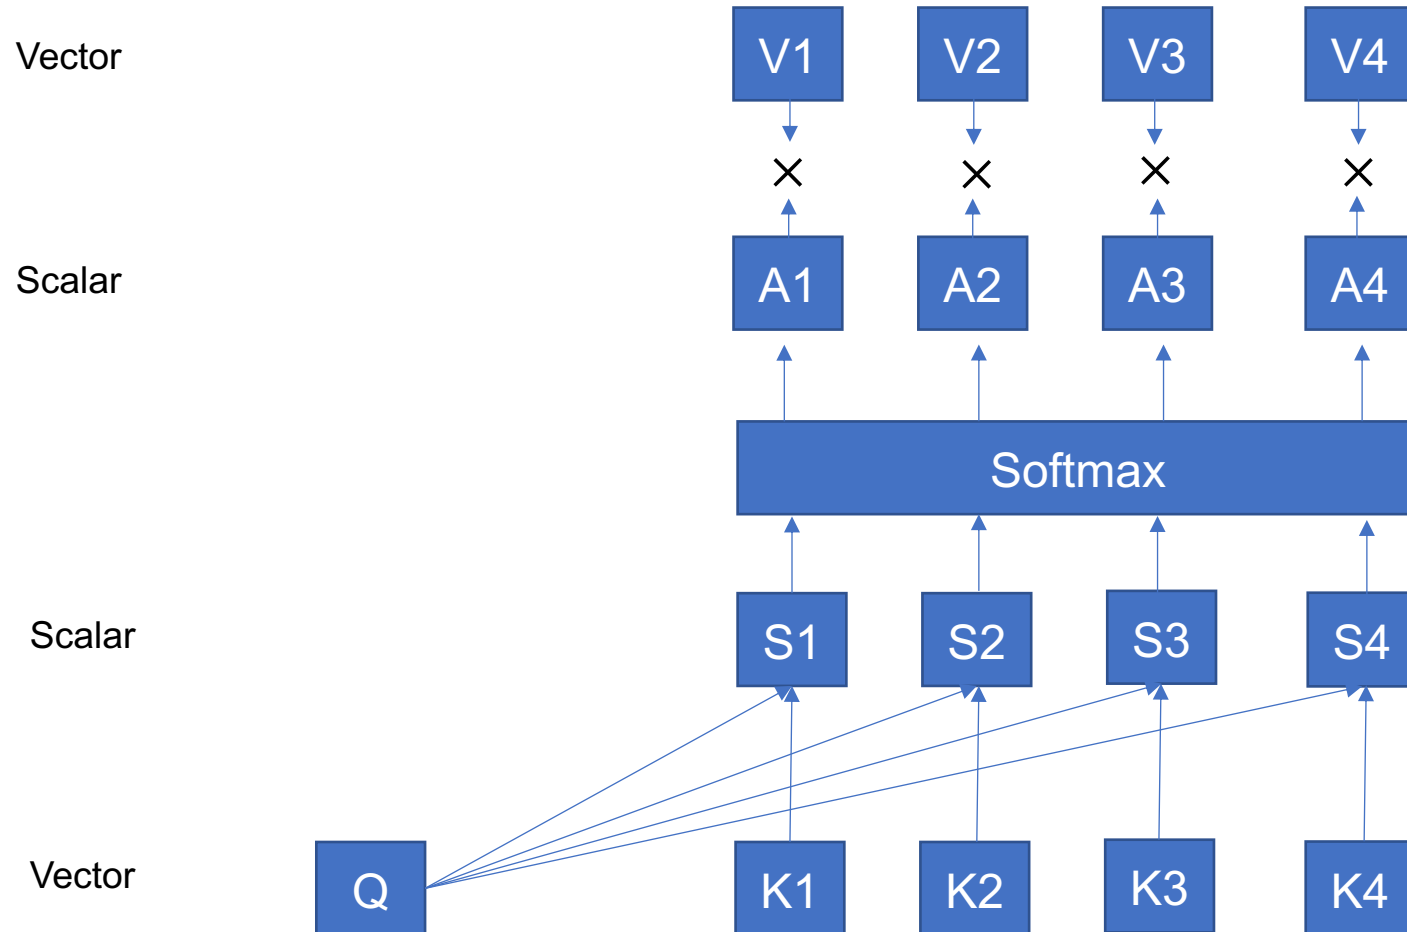 Vector V1 V2 V3 V4
× × × ×
Scalar A1 A2 A3 A4
Softmax
Scalar S1 S2 S3 S4
Vector Q K1 K2 K3 K4